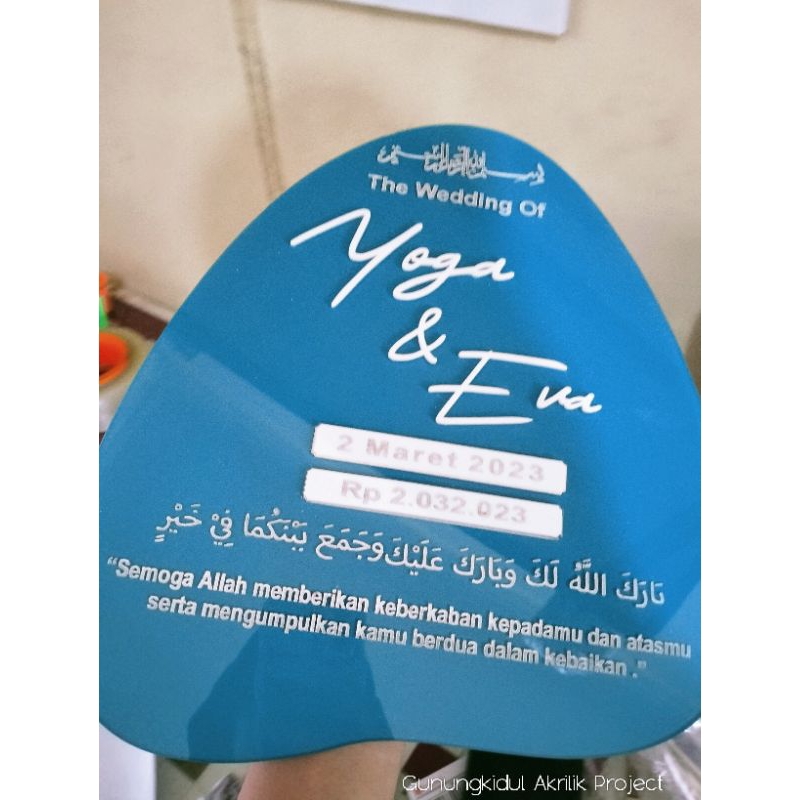 بسم الله الرحمن الرحيم
The Wedding Of
Yoga
&
Eva
2 Maret 2023
Rp 2.032.023
بَارَكَ اللَّهُ لَكَ وَبَارَكَ عَلَيْكَ وَجَمَعَ بَيْنَكُمَا فِيْ خَيْرٍ
“Semoga Allah memberikan keberkahan kepadamu dan atasmu
serta mengumpulkan kamu berdua dalam kebaikan .”
Gunungkidul Akrilik Project